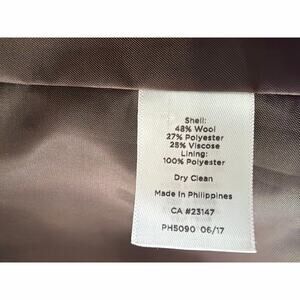 Shell:
48% Wool
27% Polyester
25% Viscose
Lining:
100% Polyester
Dry Clean
Made In Philippines
CA #23147
PH5090 06/17